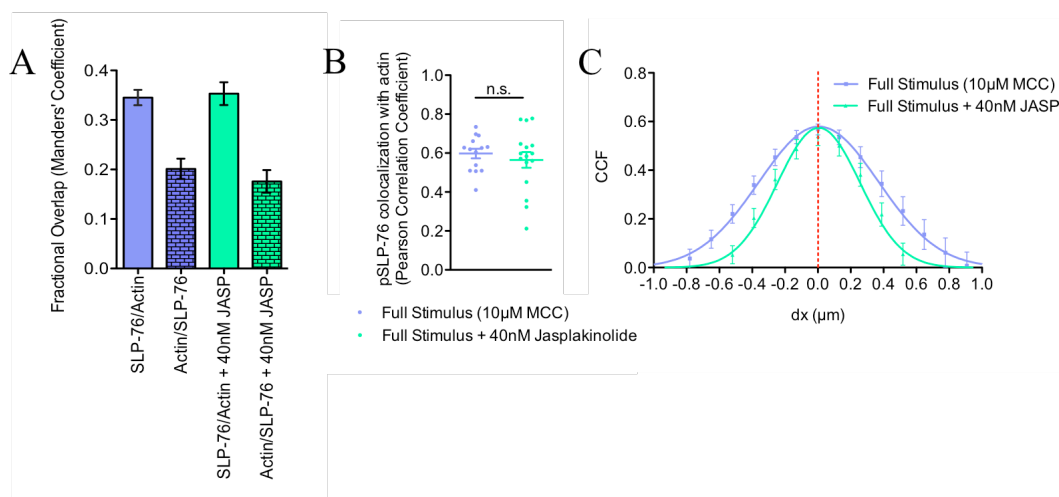 A
Fractional Overlap (Manders' Coefficient)
0.4
0.3
0.2
0.1
0.0
SLP-76/Actin
Actin/SLP-76
SLP-76/Actin + 40nM JASP
Actin/SLP-76 + 40nM JASP
B
pSLP-76 colocalization with actin
(Pearson Correlation Coefficient)
1.0
0.8
0.6
0.4
0.2
0.0
n.s.
Full Stimulus (10µM MCC)
Full Stimulus + 40nM Jasplakinolide
C
CCF
0.8
0.6
0.4
0.2
0.0
Full Stimulus (10µM MCC)
Full Stimulus + 40nM JASP
-1.0 -0.8 -0.6 -0.4 -0.2 0.0 0.2 0.4 0.6 0.8 1.0
dx (µm)